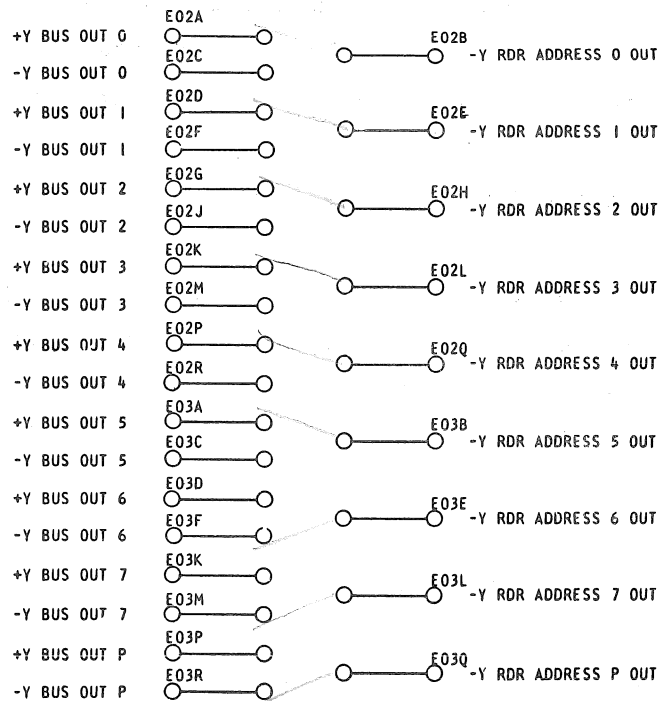 E02A
+Y BUS OUT 0
E02B
-Y RDR ADDRESS 0 OUT
E02C
-Y BUS OUT 0
E02D
+Y BUS OUT 1
E02E
-Y RDR ADDRESS 1 OUT
E02F
-Y BUS OUT 1
E02G
+Y BUS OUT 2
E02H
-Y RDR ADDRESS 2 OUT
E02J
-Y BUS OUT 2
E02K
+Y BUS OUT 3
E02L
-Y RDR ADDRESS 3 OUT
E02M
-Y BUS OUT 3
E02P
+Y BUS OUT 4
E02Q
-Y RDR ADDRESS 4 OUT
E02R
-Y BUS OUT 4
E03A
+Y BUS OUT 5
E03B
-Y RDR ADDRESS 5 OUT
E03C
-Y BUS OUT 5
E03D
+Y BUS OUT 6
E03E
-Y RDR ADDRESS 6 OUT
E03F
-Y BUS OUT 6
E03K
+Y BUS OUT 7
E03L
-Y RDR ADDRESS 7 OUT
E03M
-Y BUS OUT 7
E03P
+Y BUS OUT P
E03Q
-Y RDR ADDRESS P OUT
E03R
-Y BUS OUT P